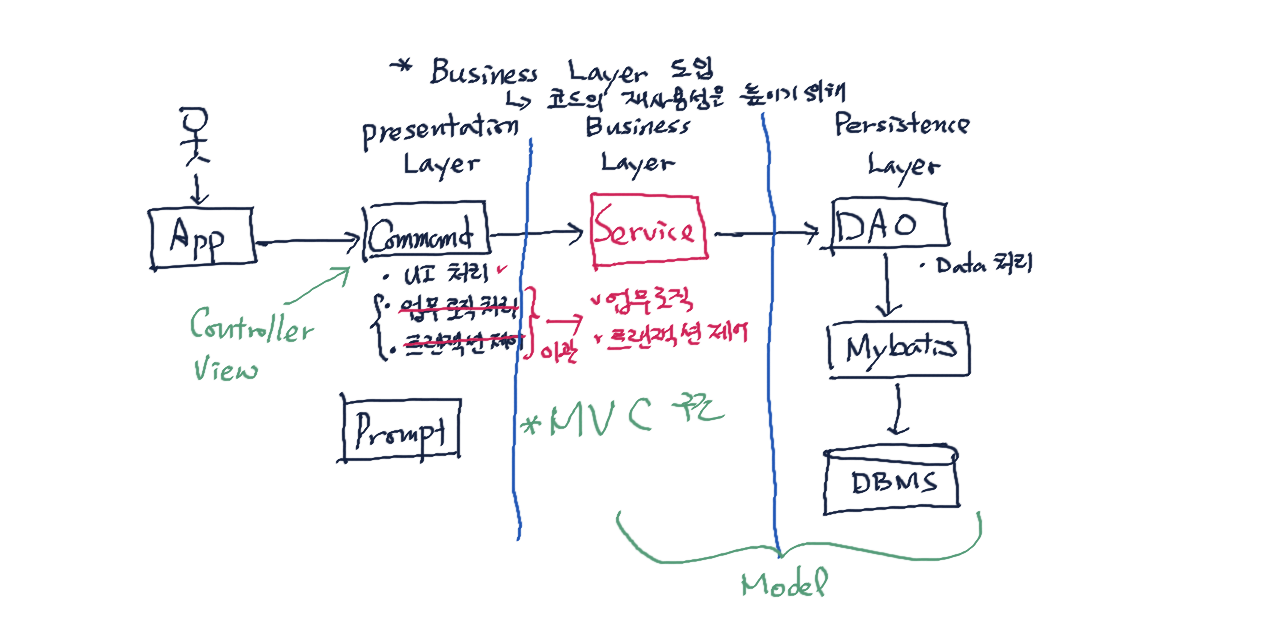 * Business Layer 도입
↳ 코드의 재사용성을 높이기 위해
Presentation
Layer
Business
Layer
Persistence
Layer
App
Command
Service
DAO
· UI 처리 ✓
· 업무로직처리
· 트랜잭션 제어
이관
✓ 업무로직
✓ 트랜잭션 제어
· Data 처리
Controller
View
Mybatis
Prompt
* MVC 구조
DBMS
Model